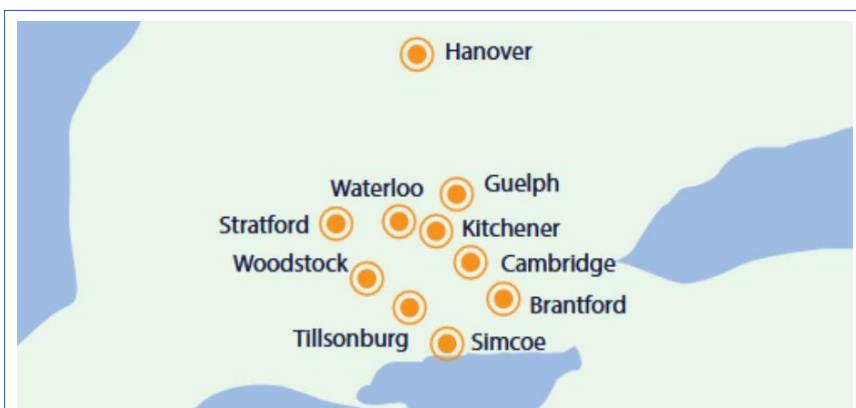 Hanover
Guelph
Waterloo
Stratford
Kitchener
Woodstock
Cambridge
Brantford
Tillsonburg
Simcoe